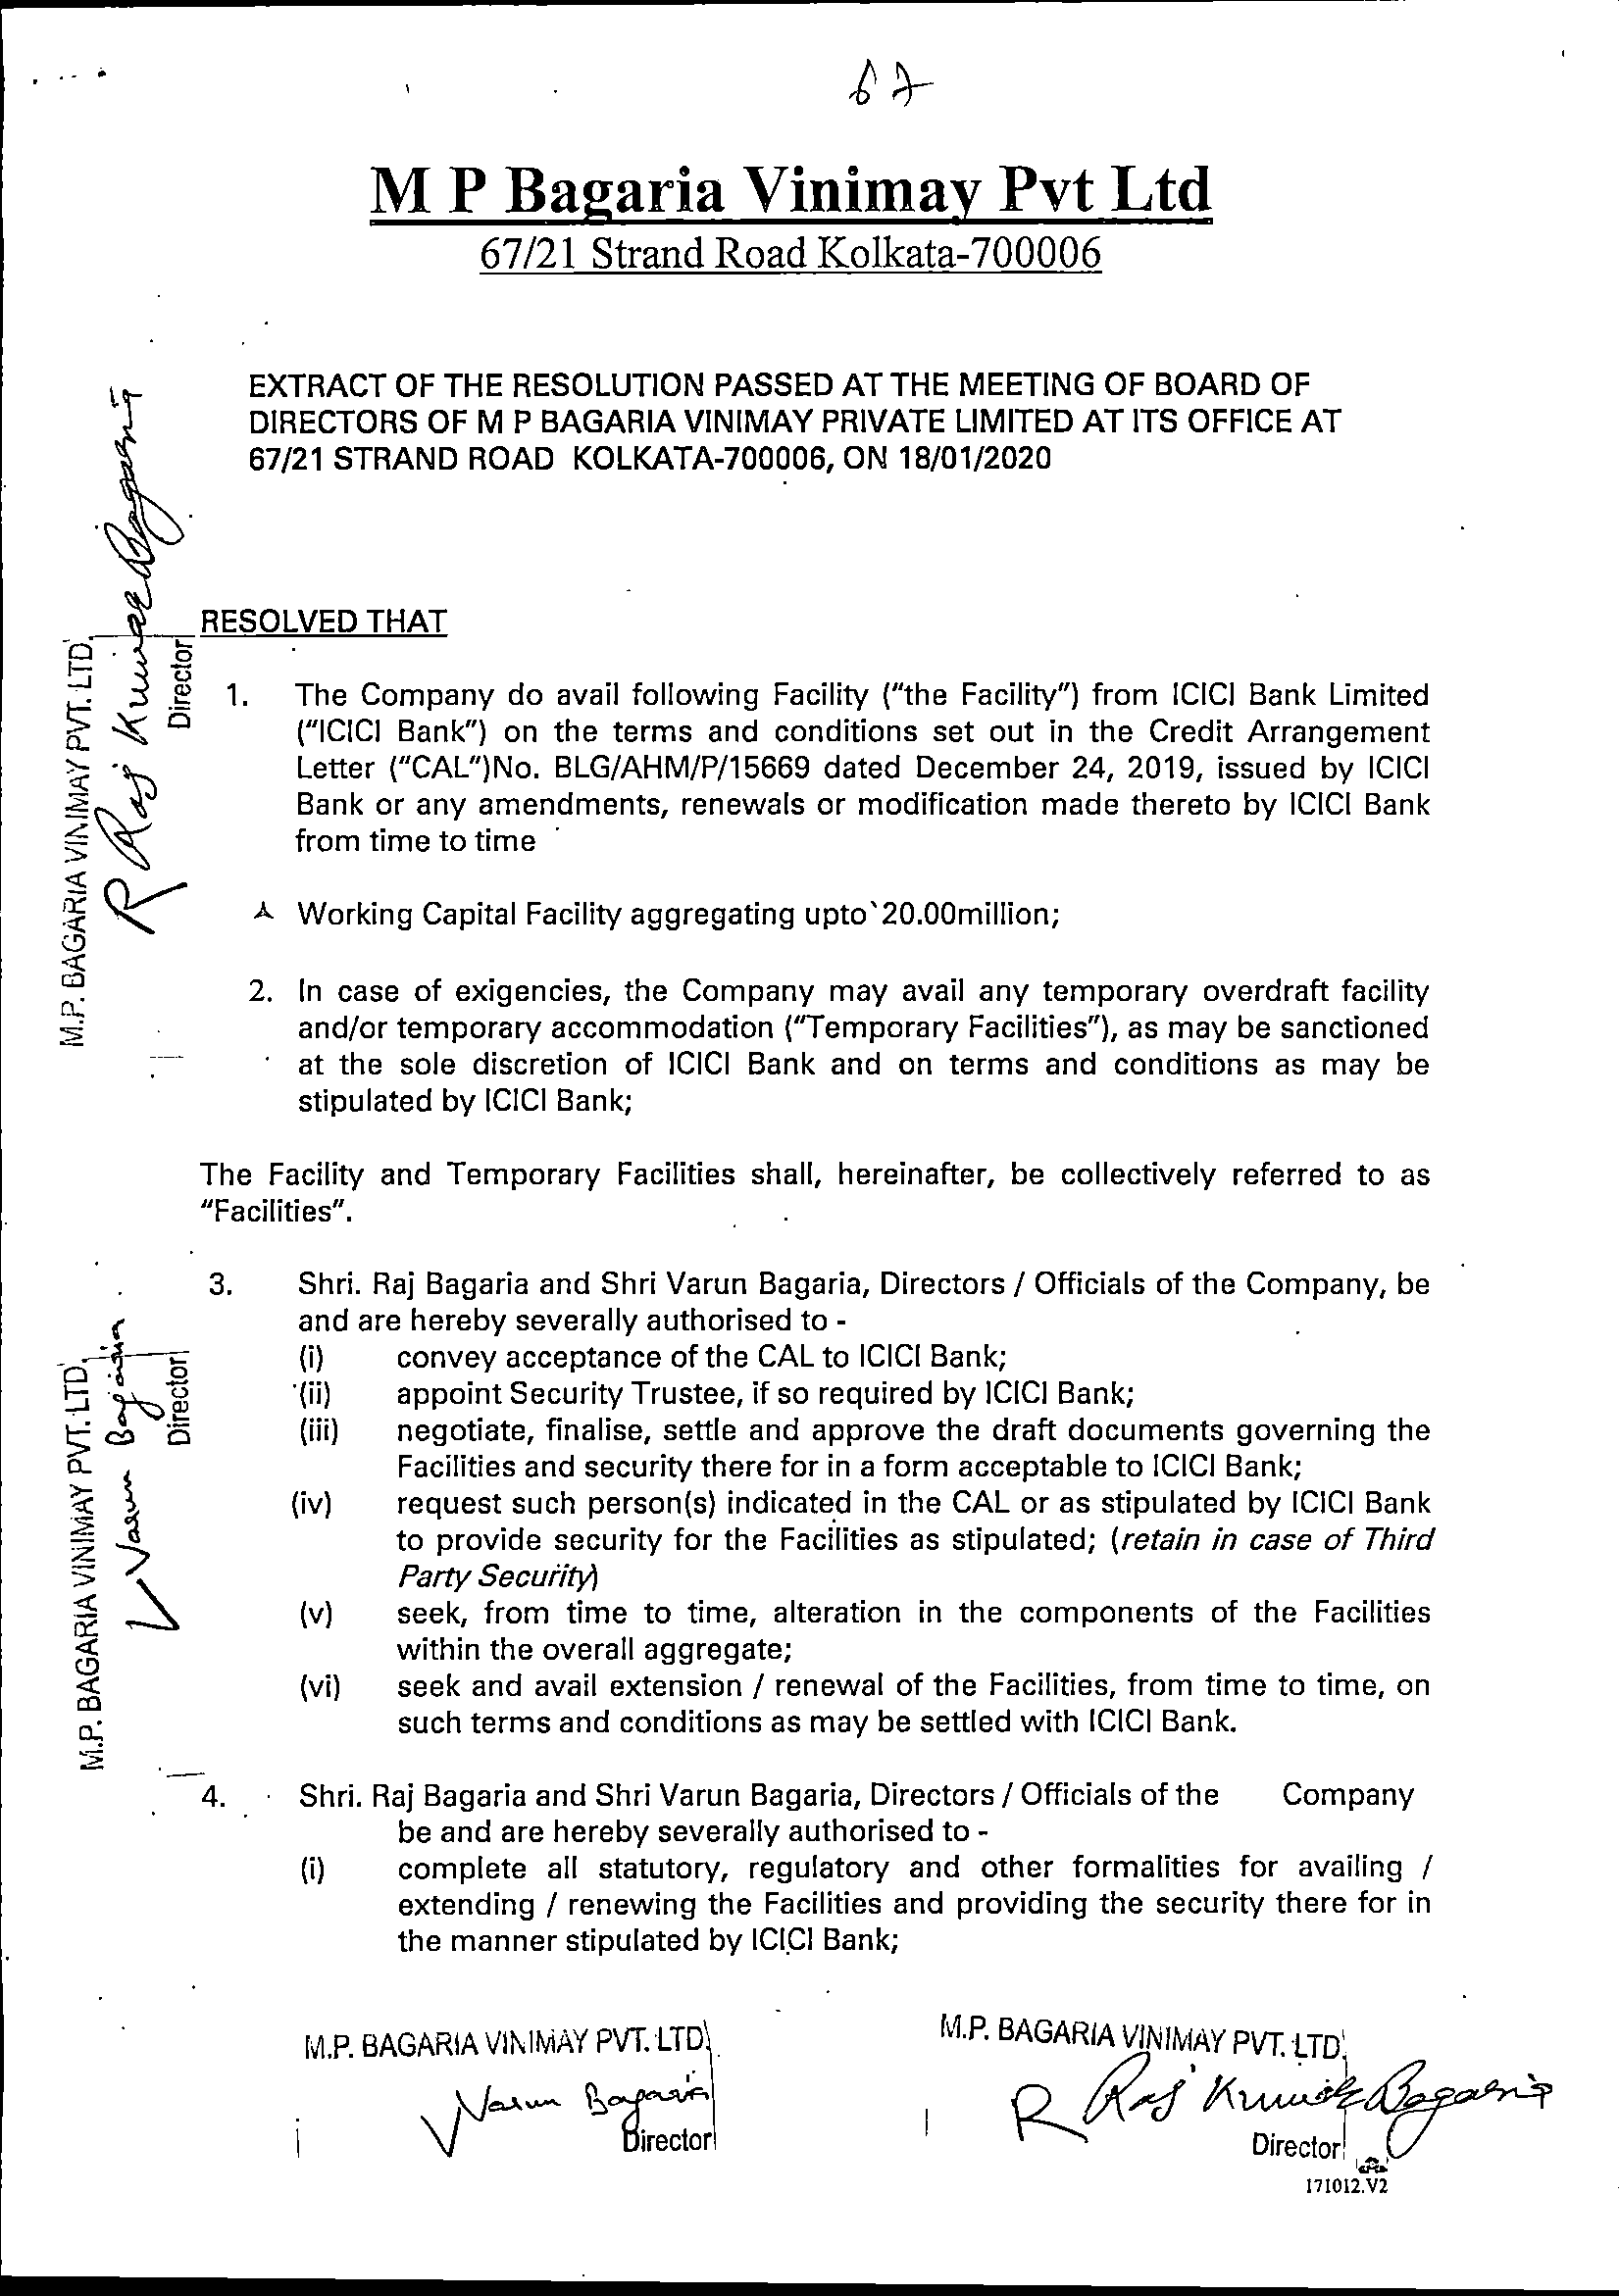 M P Bagaria Vinimay Pvt Ltd
67/21 Strand Road Kolkata-700006
EXTRACT OF THE RESOLUTION PASSED AT THE MEETING OF BOARD OF
DIRECTORS OF M P BAGARIA VINIMAY PRIVATE LIMITED AT ITS OFFICE AT
67/21 STRAND ROAD KOLKATA-700006, ON 18/01/2020
RESOLVED THAT
1. The Company do avail following Facility ("the Facility") from ICICI Bank Limited
("ICICI Bank") on the terms and conditions set out in the Credit Arrangement
Letter ("CAL")No. BLG/AHM/P/15669 dated December 24, 2019, issued by ICICI
Bank or any amendments, renewals or modification made thereto by ICICI Bank
from time to time
Working Capital Facility aggregating upto`20.00million;
2. In case of exigencies, the Company may avail any temporary overdraft facility
and/or temporary accommodation ("Temporary Facilities"), as may be sanctioned
at the sole discretion of ICICI Bank and on terms and conditions as may be
stipulated by ICICI Bank;
The Facility and Temporary Facilities shall, hereinafter, be collectively referred to as
"Facilities".
3. Shri. Raj Bagaria and Shri Varun Bagaria, Directors / Officials of the Company, be
and are hereby severally authorised to -
(i) convey acceptance of the CAL to ICICI Bank;
(ii) appoint Security Trustee, if so required by ICICI Bank;
(iii) negotiate, finalise, settle and approve the draft documents governing the
Facilities and security there for in a form acceptable to ICICI Bank;
(iv) request such person(s) indicated in the CAL or as stipulated by ICICI Bank
to provide security for the Facilities as stipulated; (retain in case of Third
Party Security)
(v) seek, from time to time, alteration in the components of the Facilities
within the overall aggregate;
(vi) seek and avail extension / renewal of the Facilities, from time to time, on
such terms and conditions as may be settled with ICICI Bank.
4. Shri. Raj Bagaria and Shri Varun Bagaria, Directors / Officials of the Company
be and are hereby severally authorised to -
(i) complete all statutory, regulatory and other formalities for availing /
extending / renewing the Facilities and providing the security there for in
the manner stipulated by ICICI Bank;
M.P. BAGARIA VINIMAY PVT. LTD.
R Raj Kumar Bagaria
Director
M.P. BAGARIA VINIMAY PVT. LTD.
Varun Bagaria
Director
M.P. BAGARIA VINIMAY PVT. LTD.
Varun Bagaria
Director
M.P. BAGARIA VINIMAY PVT. LTD.
R Raj Kumar Bagaria
Director
171012.V2